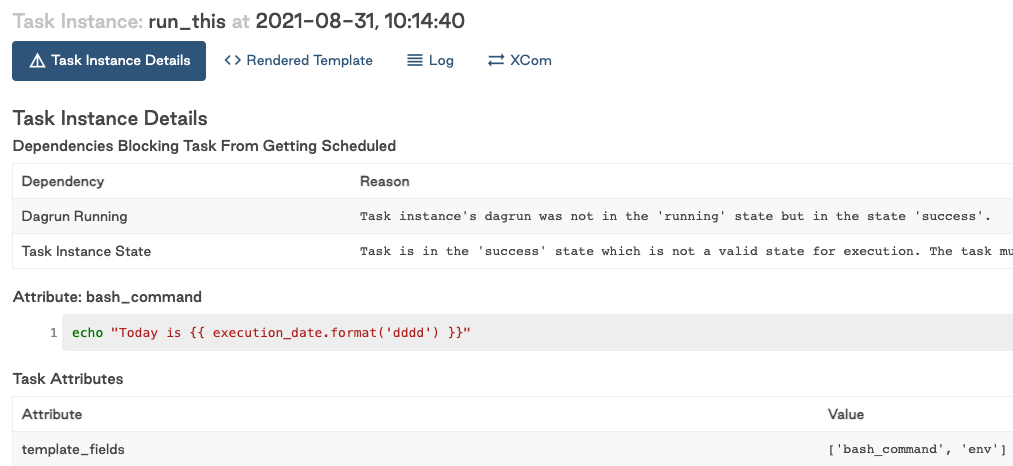 Task Instance: run_this at 2021-08-31, 10:14:40
Task Instance Details <> Rendered Template Log XCom
Task Instance Details
Dependencies Blocking Task From Getting Scheduled
Dependency Reason
Dagrun Running Task instance's dagrun was not in the 'running' state but in the state 'success'.
Task Instance State Task is in the 'success' state which is not a valid state for execution. The task
Attribute: bash_command
1 echo "Today is {{ execution_date.format('dddd') }}"
Task Attributes
Attribute Value
template_fields ['bash_command', 'env']